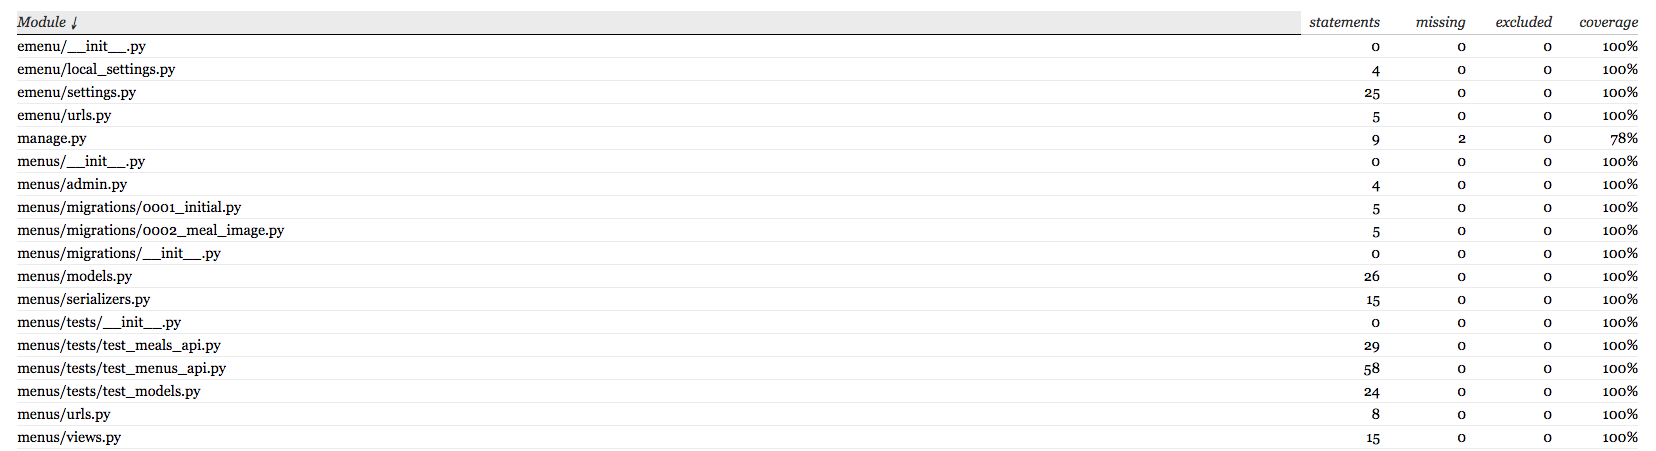 Module ↓ statements missing excluded coverage
emenu/__init__.py 0 0 0 100%
emenu/local_settings.py 4 0 0 100%
emenu/settings.py 25 0 0 100%
emenu/urls.py 5 0 0 100%
manage.py 9 2 0 78%
menus/__init__.py 0 0 0 100%
menus/admin.py 4 0 0 100%
menus/migrations/0001_initial.py 5 0 0 100%
menus/migrations/0002_meal_image.py 5 0 0 100%
menus/migrations/__init__.py 0 0 0 100%
menus/models.py 26 0 0 100%
menus/serializers.py 15 0 0 100%
menus/tests/__init__.py 0 0 0 100%
menus/tests/test_meals_api.py 29 0 0 100%
menus/tests/test_menus_api.py 58 0 0 100%
menus/tests/test_models.py 24 0 0 100%
menus/urls.py 8 0 0 100%
menus/views.py 15 0 0 100%